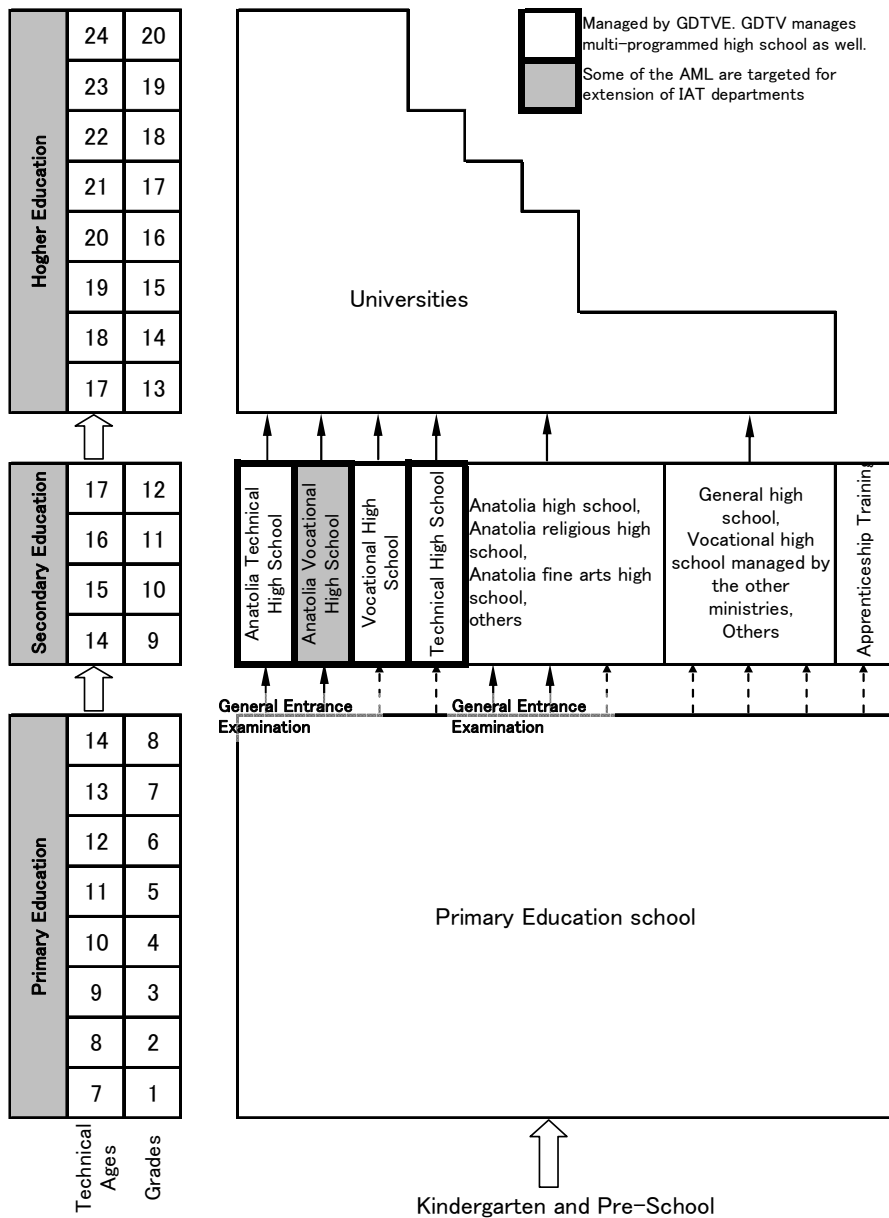 Managed by GDTVE. GDTV manages
multi-programmed high school as well.
Some of the AML are targeted for
extension of IAT departments
Hogher Education
24 20
23 19
22 18
21 17
20 16
19 15
18 14
17 13
Universities
Secondary Education
17 12
16 11
15 10
14 9
Anatolia Technical
High School
Anatolia Vocational
High School
Vocational High
School
Technical High School
Anatolia high school,
Anatolia religious high
school,
Anatolia fine arts high
school,
others
General high
school,
Vocational high
school managed by
the other
ministries,
Others
Apprenticeship Training
General Entrance
Examination
General Entrance
Examination
Primary Education
14 8
13 7
12 6
11 5
10 4
9 3
8 2
7 1
Primary Education school
Technical
Ages
Grades
Kindergarten and Pre-School